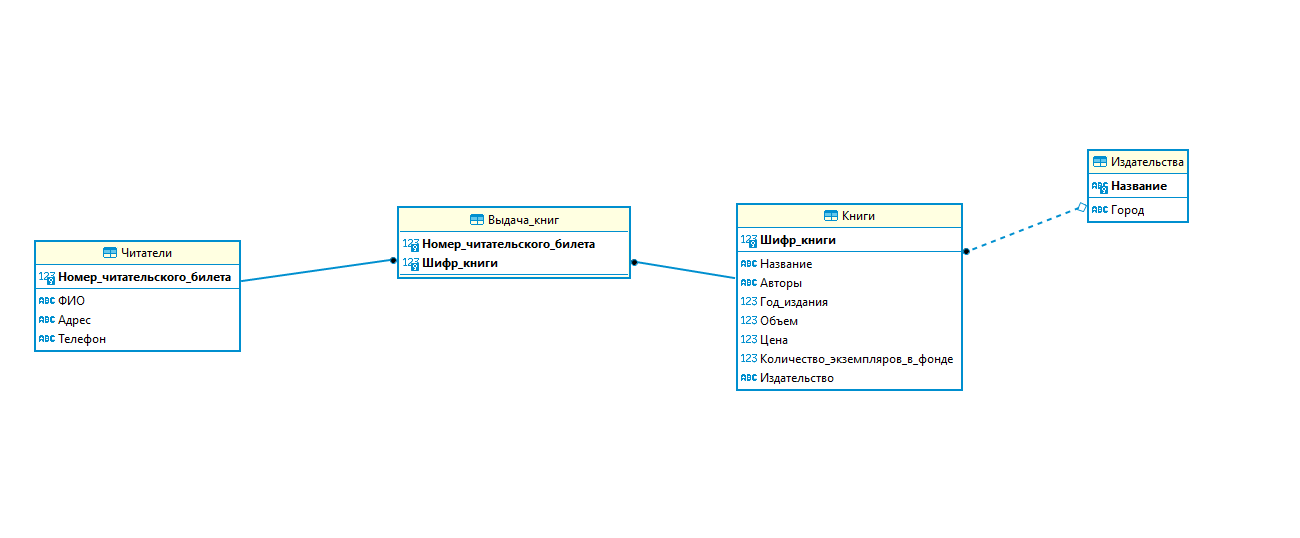 Читатели
123 Номер_читательского_билета
ABC ФИО
ABC Адрес
ABC Телефон
Выдача_книг
123 Номер_читательского_билета
123 Шифр_книги
Книги
123 Шифр_книги
ABC Название
ABC Авторы
123 Год_издания
123 Объем
123 Цена
123 Количество_экземпляров_в_фонде
ABC Издательство
Издательства
ABC Название
ABC Город